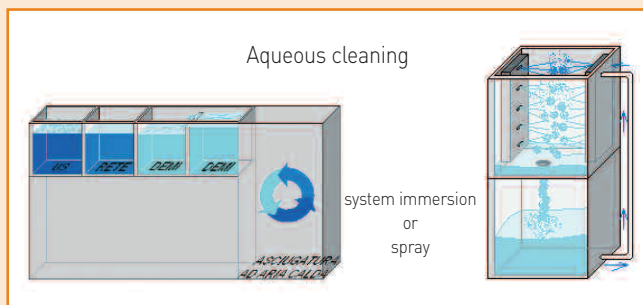 Aqueous cleaning
US
RETE
DEMI
DEMI
system immersion
or
spray
ASCIUGATURA
AD ARIA CALDA